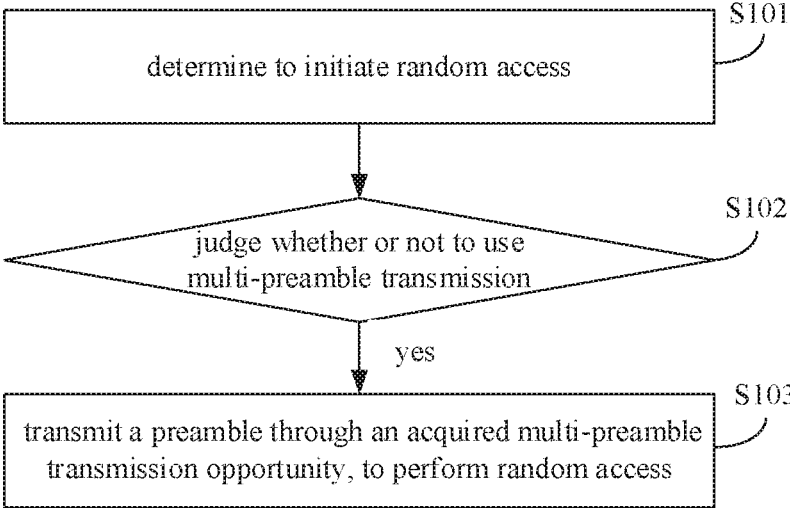 S101
determine to initiate random access
S102
judge whether or not to use
multi-preamble transmission
yes
S103
transmit a preamble through an acquired multi-preamble
transmission opportunity, to perform random access